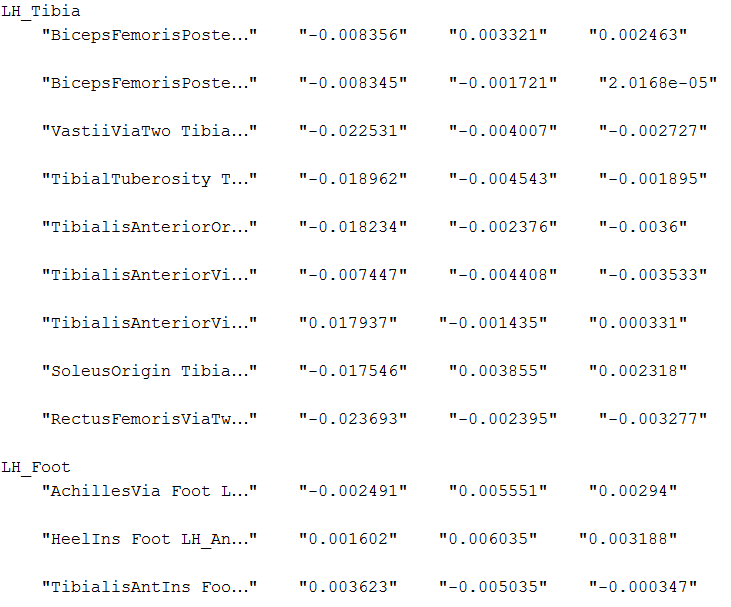 LH_Tibia
"BicepsFemorisPoste…" "-0.008356" "0.003321" "0.002463"
"BicepsFemorisPoste…" "-0.008345" "-0.001721" "2.0168e-05"
"VastiiViaTwo Tibia…" "-0.022531" "-0.004007" "-0.002727"
"TibialTuberosity T…" "-0.018962" "-0.004543" "-0.001895"
"TibialisAnteriorOr…" "-0.018234" "-0.002376" "-0.0036"
"TibialisAnteriorVi…" "-0.007447" "-0.004408" "-0.003533"
"TibialisAnteriorVi…" "0.017937" "-0.001435" "0.000331"
"SoleusOrigin Tibia…" "-0.017546" "0.003855" "0.002318"
"RectusFemorisViaTw…" "-0.023693" "-0.002395" "-0.003277"
LH_Foot
"AchillesVia Foot L…" "-0.002491" "0.005551" "0.00294"
"HeelIns Foot LH_An…" "0.001602" "0.006035" "0.003188"
"TibialisAntIns Foo…" "0.003623" "-0.005035" "-0.000347"